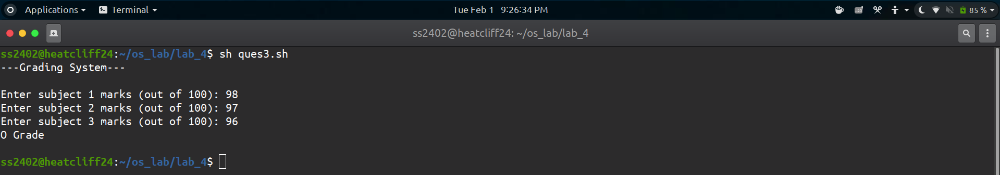 Applications Terminal Tue Feb 1 9:26:34 PM 85 %
ss2402@heatcliff24: ~/os_lab/lab_4
ss2402@heatcliff24:~/os_lab/lab_4$ sh ques3.sh
---Grading System---
Enter subject 1 marks (out of 100): 98
Enter subject 2 marks (out of 100): 97
Enter subject 3 marks (out of 100): 96
O Grade
ss2402@heatcliff24:~/os_lab/lab_4$